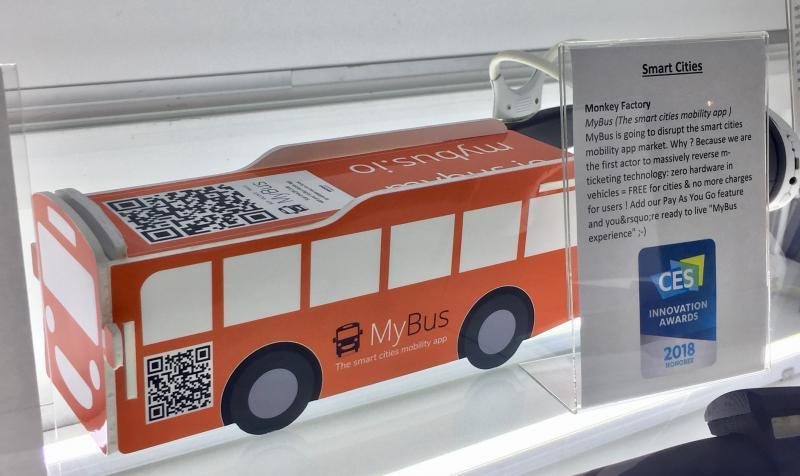 mybus.io
MYBUS
MyBus
The smart cities mobility app
Smart Cities
Monkey Factory
MyBus (The smart cities mobility app )
MyBus is going to disrupt the smart cities
mobility app market. Why ? Because we are
the first actor to massively reverse m-
ticketing technology: zero hardware in
vehicles = FREE for cities & no more charges
for users ! Add our Pay As You Go feature
and you&rsquo;re ready to live "MyBus
experience" ;-)
CES
INNOVATION
AWARDS
2018
HONOREE